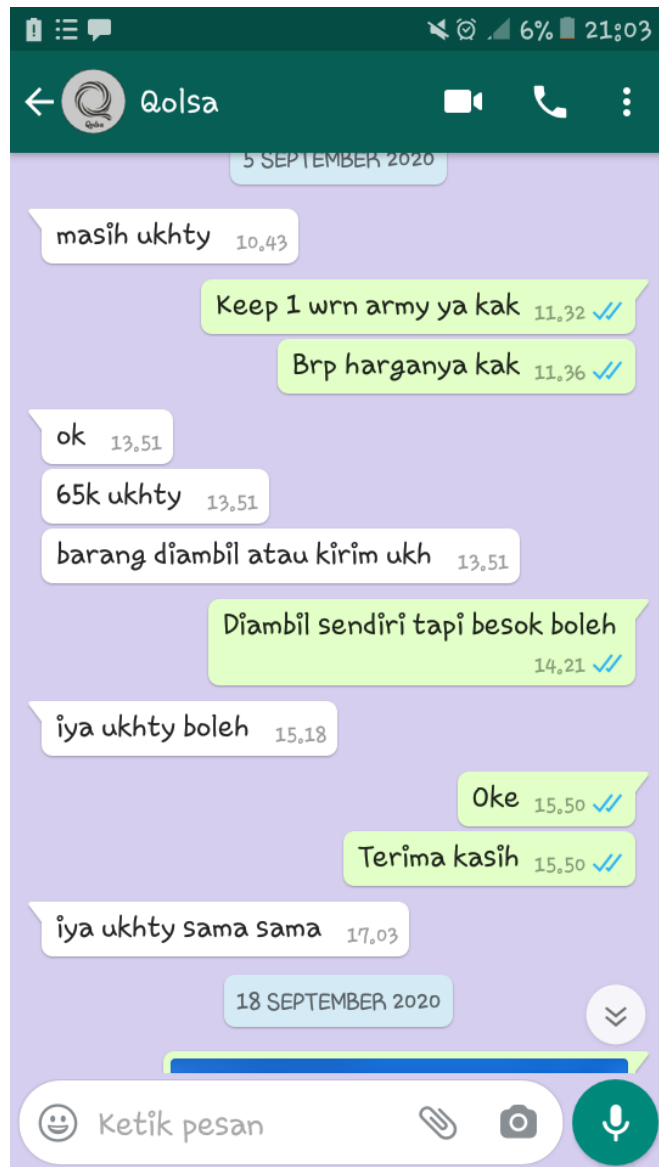 6% 21:03
Qolsa
Qolsa
5 SEPTEMBER 2020
masih ukhty 10.43
Keep 1 wrn army ya kak 11.32
Brp harganya kak 11.36
ok 13.51
65k ukhty 13.51
barang diambil atau kirim ukh 13.51
Diambil sendiri tapi besok boleh
14.21
iya ukhty boleh 15.18
Oke 15.50
Terima kasih 15.50
iya ukhty sama sama 17.03
18 SEPTEMBER 2020
Ketik pesan